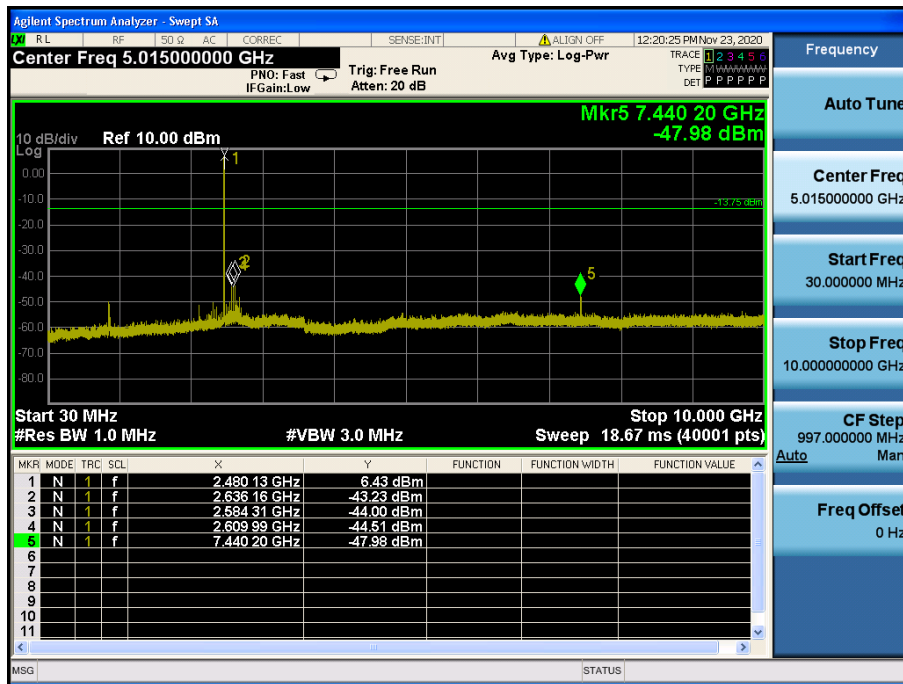 Agilent Spectrum Analyzer - Swept SA
LXI RL RF 50 Ω AC CORREC SENSE:INT ⚠ ALIGN OFF 12:20:25 PM Nov 23, 2020
Center Freq 5.015000000 GHz
PNO: Fast
IFGain:Low
Trig: Free Run
Atten: 20 dB
Avg Type: Log-Pwr
TRACE 1 2 3 4 5 6
TYPE M W W W W W
DET P P P P P P
Mkr5 7.440 20 GHz
-47.98 dBm
10 dB/div
Log
Ref 10.00 dBm
1
0.00
-10.0
-13.75 dBm
-20.0
-30.0
2
-40.0
5
-50.0
-60.0
-70.0
-80.0
Start 30 MHz
Stop 10.000 GHz
#Res BW 1.0 MHz
#VBW 3.0 MHz
Sweep 18.67 ms (40001 pts)
MKR MODE TRC SCL X Y FUNCTION FUNCTION WIDTH FUNCTION VALUE
1 N 1 f 2.480 13 GHz 6.43 dBm
2 N 1 f 2.636 16 GHz -43.23 dBm
3 N 1 f 2.584 31 GHz -44.00 dBm
4 N 1 f 2.609 99 GHz -44.51 dBm
5 N 1 f 7.440 20 GHz -47.98 dBm
6
7
8
9
10
11
MSG
STATUS
Frequency
Auto Tune
Center Freq
5.015000000 GHz
Start Freq
30.000000 MHz
Stop Freq
10.000000000 GHz
CF Step
997.000000 MHz
Auto Man
Freq Offset
0 Hz